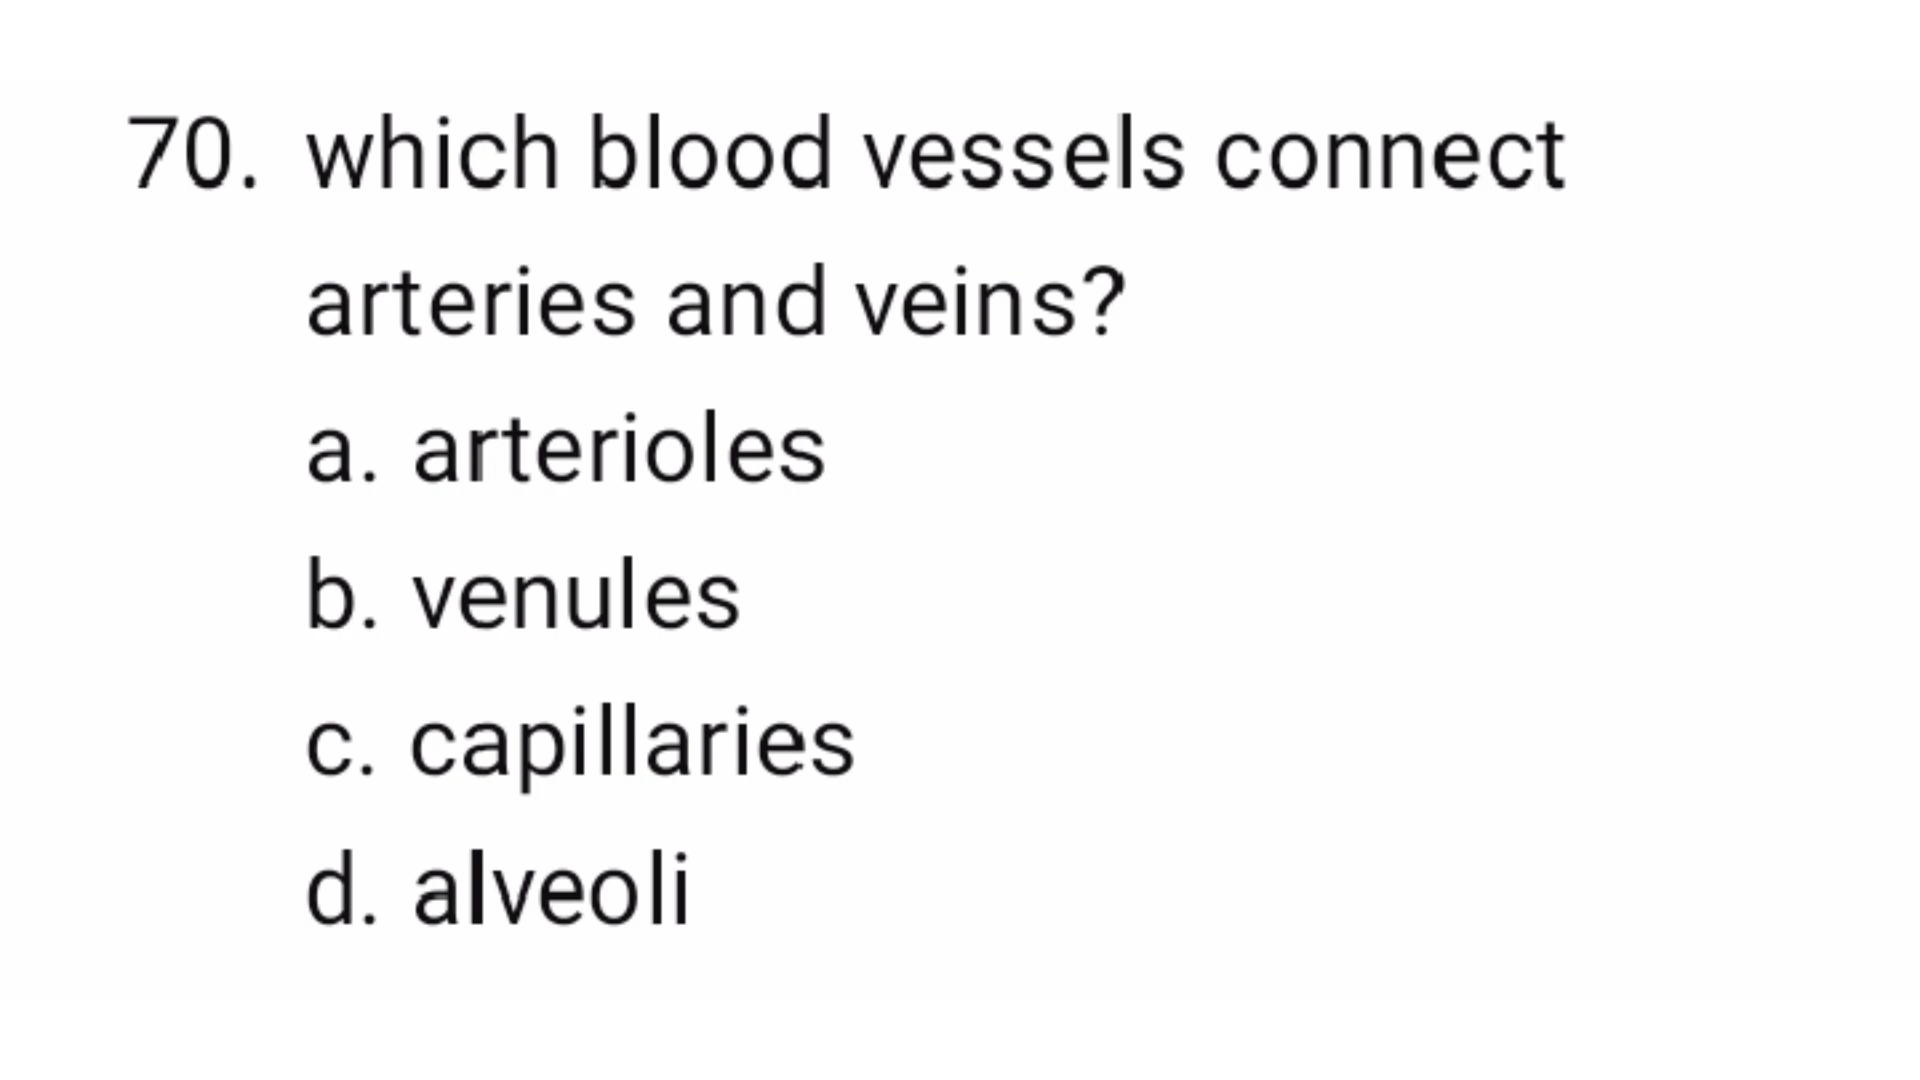 70. which blood vessels connect
arteries and veins?
a. arterioles
b. venules
c. capillaries
d. alveoli